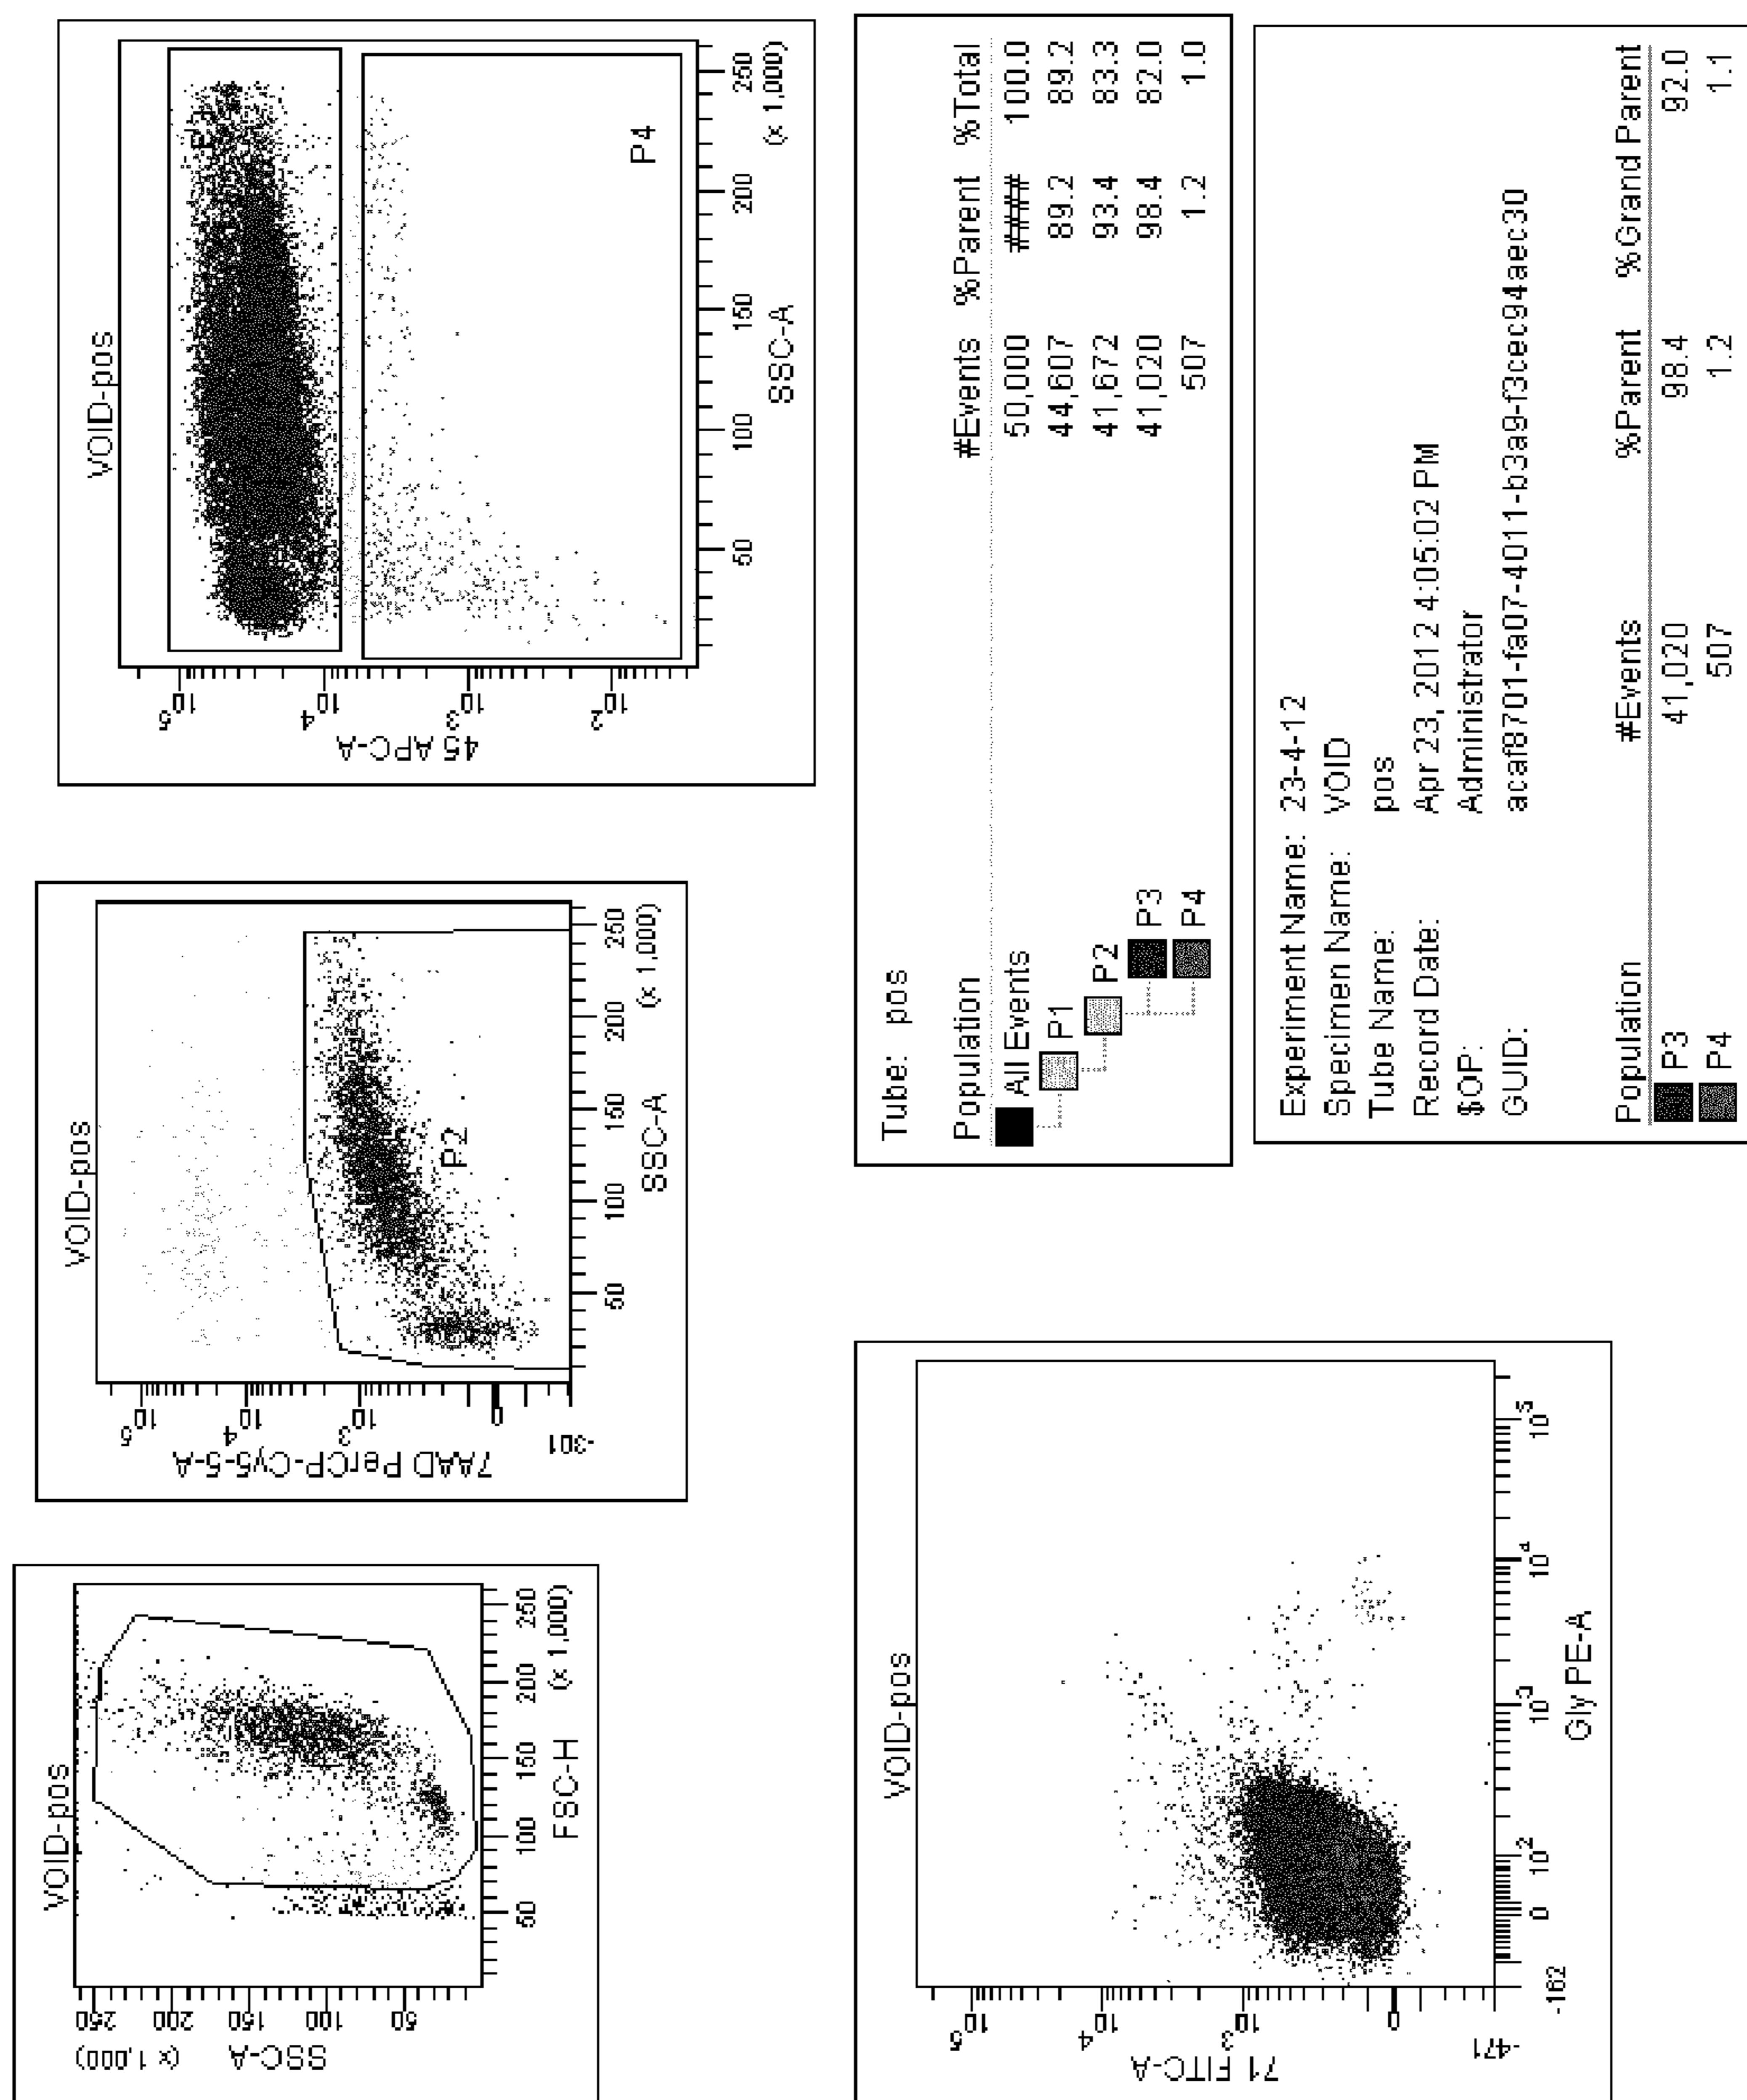 VOID-pos
SSC-A
(x 1,000)
50 100 150 200 250
50 100 150 200 250
FSC-H (x 1,000)
VOID-pos
7AAD PerCP-Cy5-5-A
10^5
10^4
10^3
0
-301
P2
50 100 150 200 250
SSC-A (x 1,000)
VOID-pos
45 APC-A
10^5
10^4
10^3
10^2
P4
50 100 150 200 250
SSC-A (x 1,000)
VOID-pos
71 FITC-A
10^5
10^4
10^3
0
-471
-162 0 10^2 10^3 10^4 10^5
Gly PE-A
Tube: pos
Population #Events %Parent %Total
All Events 50,000 #### 100.0
P1 44,607 89.2 89.2
P2 41,672 93.4 83.3
P3 41,020 98.4 82.0
P4 507 1.2 1.0
Experiment Name: 23-4-12
Specimen Name: VOID
Tube Name: pos
Record Date: Apr 23, 2012 4:05:02 PM
$OP: Administrator
GUID: acaf8701-fa07-4011-b3a9-f3cec94aec30
Population #Events %Parent %Grand Parent
P3 41,020 98.4 92.0
P4 507 1.2 1.1